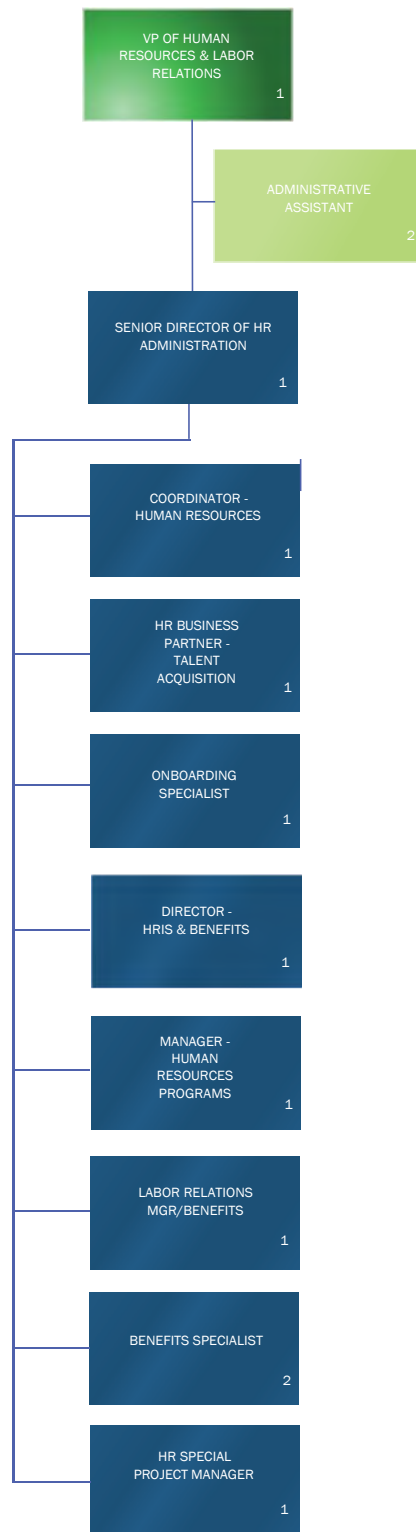 VP OF HUMAN
RESOURCES & LABOR
RELATIONS
1
ADMINISTRATIVE
ASSISTANT
2
SENIOR DIRECTOR OF HR
ADMINISTRATION
1
COORDINATOR -
HUMAN RESOURCES
1
HR BUSINESS
PARTNER -
TALENT
ACQUISITION
1
ONBOARDING
SPECIALIST
1
DIRECTOR -
HRIS & BENEFITS
1
MANAGER -
HUMAN
RESOURCES
PROGRAMS
1
LABOR RELATIONS
MGR/BENEFITS
1
BENEFITS SPECIALIST
2
HR SPECIAL
PROJECT MANAGER
1